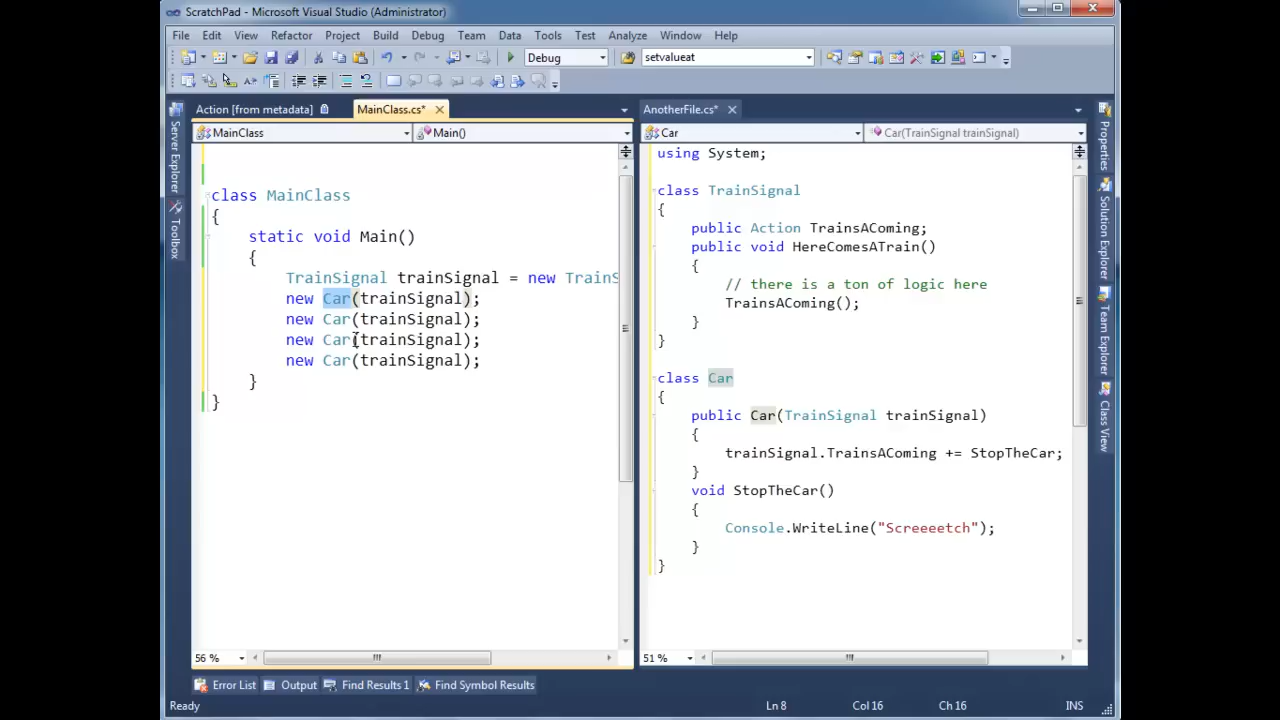 ScratchPad - Microsoft Visual Studio (Administrator)
File Edit View Refactor Project Build Debug Team Data Tools Test Analyze Window Help
Debug setvalueat
Action [from metadata] MainClass.cs* AnotherFile.cs*
MainClass Main() Car Car(TrainSignal trainSignal)
class MainClass
{
static void Main()
{
TrainSignal trainSignal = new TrainS
new Car(trainSignal);
new Car(trainSignal);
new Car(trainSignal);
new Car(trainSignal);
}
}
56 %
using System;
class TrainSignal
{
public Action TrainsAComing;
public void HereComesATrain()
{
// there is a ton of logic here
TrainsAComing();
}
}
class Car
{
public Car(TrainSignal trainSignal)
{
trainSignal.TrainsAComing += StopTheCar;
}
void StopTheCar()
{
Console.WriteLine("Screeeetch");
}
}
51 %
Server Explorer
Toolbox
Properties
Solution Explorer
Team Explorer
Class View
Error List Output Find Results 1 Find Symbol Results
Ready Ln 8 Col 16 Ch 16 INS